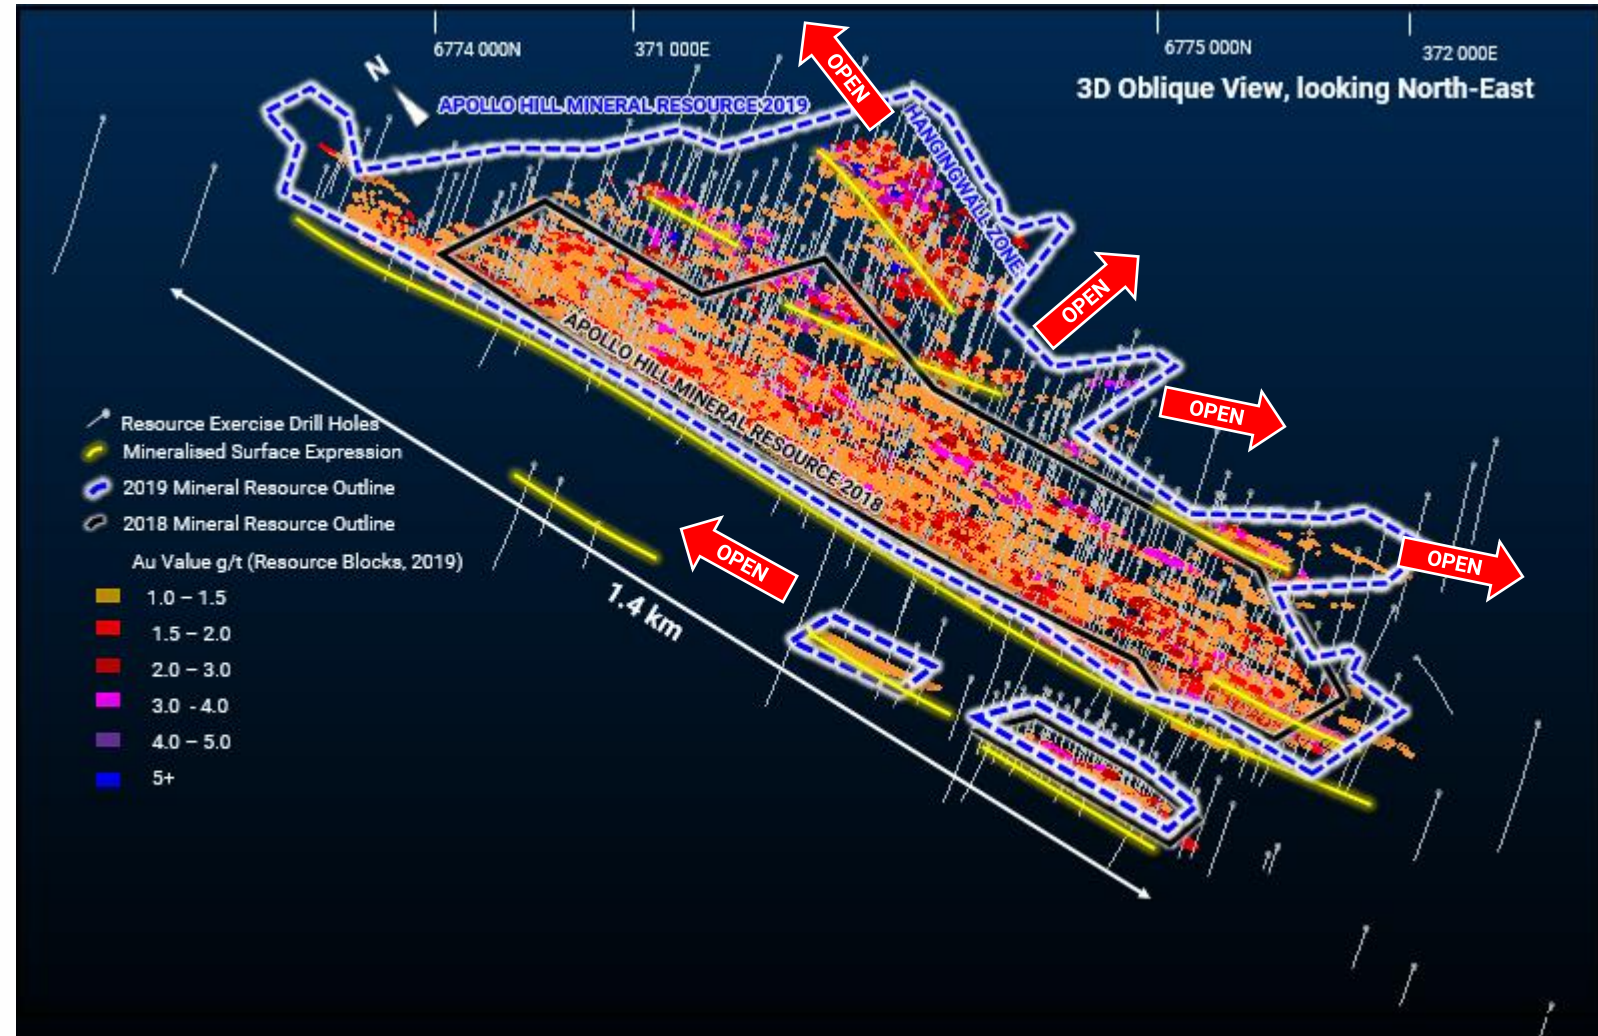 6774 000N
371 000E
6775 000N
372 000E
3D Oblique View, looking North-East
N
OPEN
APOLLO HILL MINERAL RESOURCE 2019
HANGINGWALL ZONE
OPEN
OPEN
APOLLO HILL MINERAL RESOURCE 2018
OPEN
OPEN
1.4 km
Resource Exercise Drill Holes
Mineralised Surface Expression
2019 Mineral Resource Outline
2018 Mineral Resource Outline
Au Value g/t (Resource Blocks, 2019)
1.0 – 1.5
1.5 – 2.0
2.0 – 3.0
3.0 - 4.0
4.0 – 5.0
5+